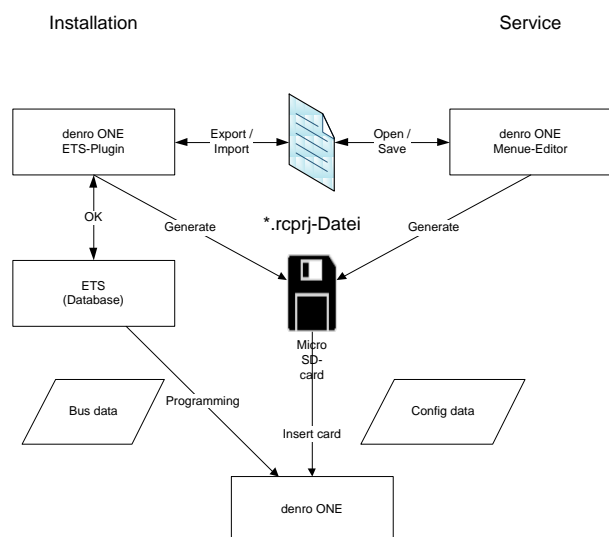 Installation
Service
denro ONE
ETS-Plugin
Export /
Import
Open /
Save
denro ONE
Menue-Editor
*.rcprj-Datei
OK
Generate
Generate
ETS
(Database)
Micro
SD-
card
Bus data
Programming
Config data
Insert card
denro ONE